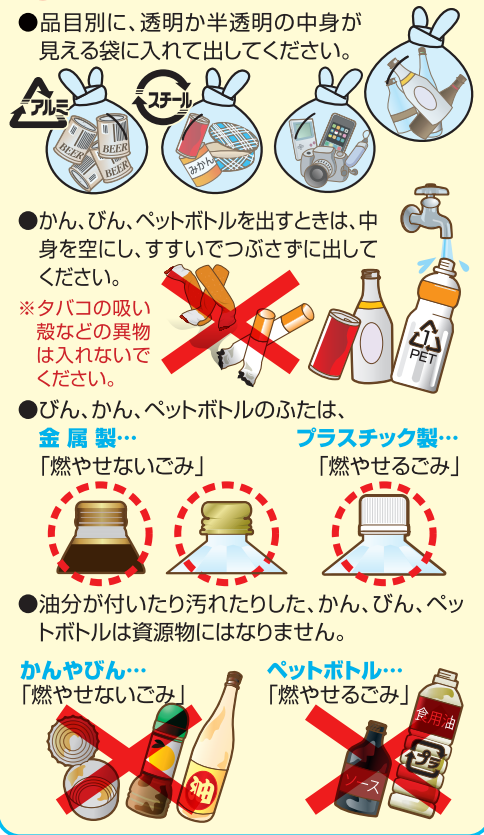 ●品目別に、透明か半透明の中身が
見える袋に入れて出してください。
アルミ
スチール
BEER
BEER
BEER
みかん
●かん、びん、ペットボトルを出すときは、中
身を空にし、すすいでつぶさずに出して
ください。
※タバコの吸い
殻などの異物
は入れないで
ください。
1
PET
●びん、かん、ペットボトルのふたは、
金属製…
「燃やせないごみ」
プラスチック製…
「燃やせるごみ」
●油分が付いたり汚れたりした、かん、びん、ペッ
トボトルは資源物にはなりません。
かんやびん…
「燃やせないごみ」
ペットボトル…
「燃やせるごみ」
油
ソース
食用油
プラ